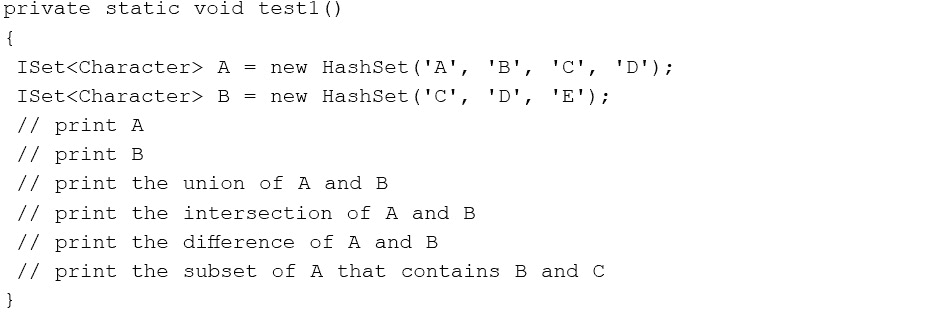 private static void test1()
{
ISet<Character> A = new HashSet('A', 'B', 'C', 'D');
ISet<Character> B = new HashSet('C', 'D', 'E');
// print A
// print B
// print the union of A and B
// print the intersection of A and B
// print the difference of A and B
// print the subset of A that contains B and C
}